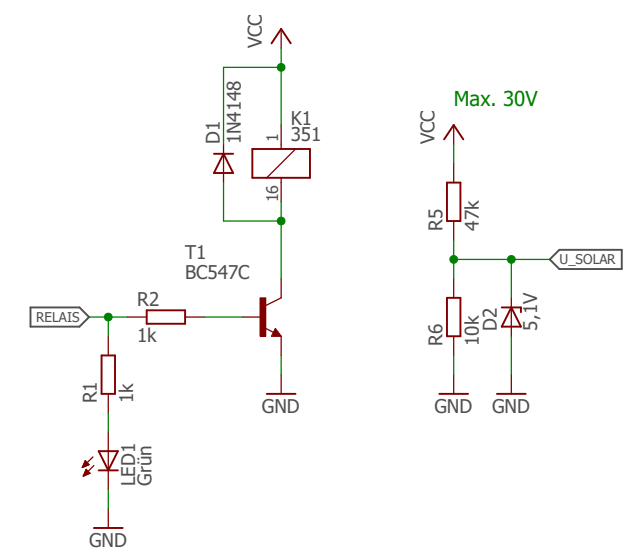 VCC
D1
1N4148
K1
351
1
16
T1
BC547C
RELAIS
R2
1k
R1
1k
LED1
Grün
GND
GND
Max. 30V
VCC
R5
47k
U_SOLAR
R6
10k
D2
5,1V
GND
GND